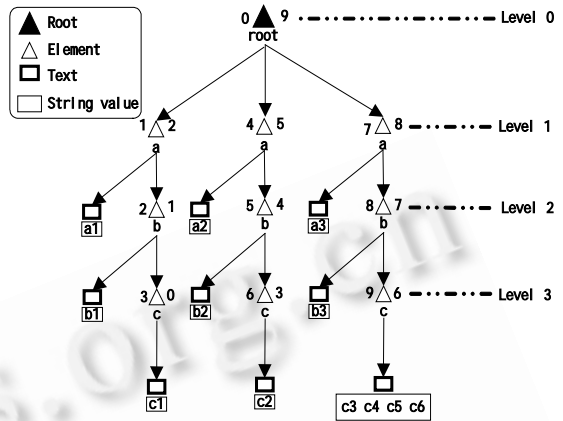 Root
Element
Text
String value
0 9 Level 0
root
1 2 4 5 7 8 Level 1
a a a
a1 2 1 a2 5 4 a3 8 7 Level 2
b b b
b1 3 0 b2 6 3 b3 9 6 Level 3
c c c
c1 c2 c3 c4 c5 c6
s.org.cn